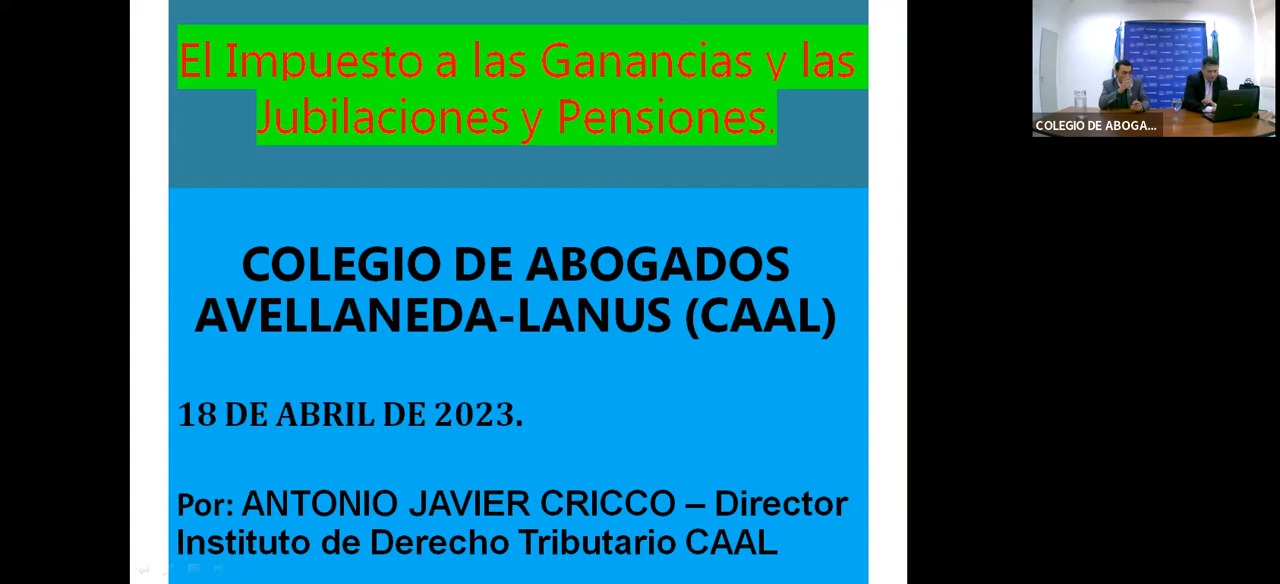 El Impuesto a las Ganancias y las
Jubilaciones y Pensiones.
COLEGIO DE ABOGADOS
AVELLANEDA-LANUS (CAAL)
18 DE ABRIL DE 2023.
Por: ANTONIO JAVIER CRICCO – Director
Instituto de Derecho Tributario CAAL
COLEGIO DE ABOGA...